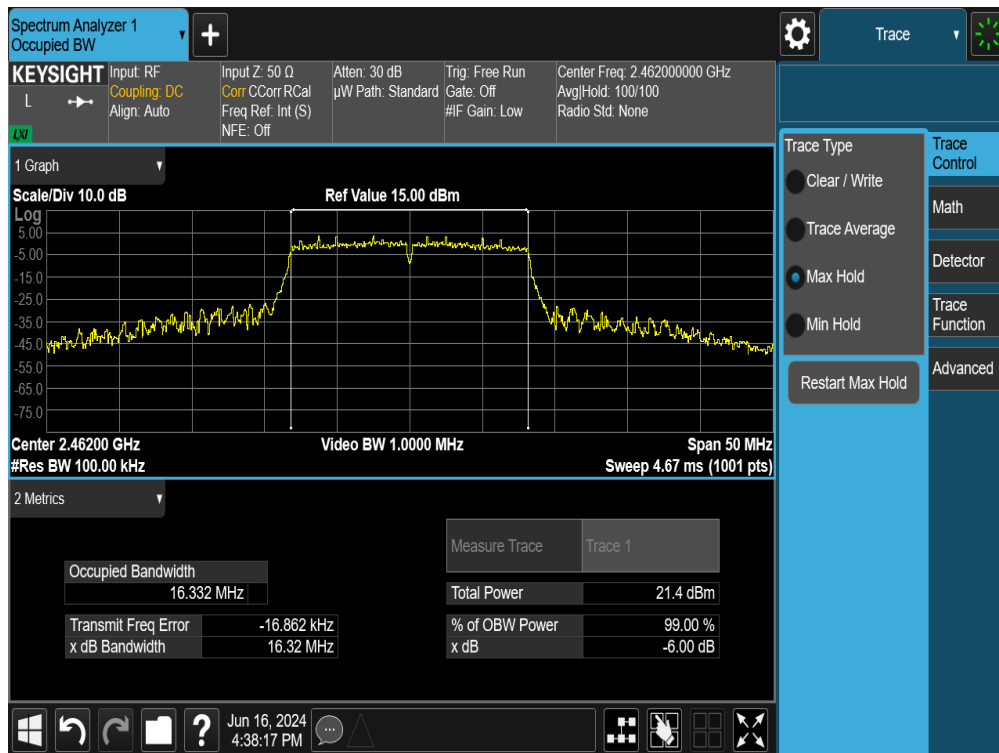 Spectrum Analyzer 1
Occupied BW
+
Trace
KEYSIGHT
L
LXI
Input: RF
Coupling: DC
Align: Auto
Input Z: 50 Ω
Corr CCorr RCal
Freq Ref: Int (S)
NFE: Off
Atten: 30 dB
µW Path: Standard
Trig: Free Run
Gate: Off
#IF Gain: Low
Center Freq: 2.462000000 GHz
Avg|Hold: 100/100
Radio Std: None
1 Graph
Scale/Div 10.0 dB
Ref Value 15.00 dBm
Log
5.00
-5.00
-15.0
-25.0
-35.0
-45.0
-55.0
-65.0
-75.0
Center 2.46200 GHz
Video BW 1.0000 MHz
Span 50 MHz
#Res BW 100.00 kHz
Sweep 4.67 ms (1001 pts)
2 Metrics
Measure Trace
Trace 1
Occupied Bandwidth
16.332 MHz
Total Power
21.4 dBm
Transmit Freq Error
-16.862 kHz
% of OBW Power
99.00 %
x dB Bandwidth
16.32 MHz
x dB
-6.00 dB
Trace Type
Clear / Write
Trace Average
Max Hold
Min Hold
Restart Max Hold
Trace
Control
Math
Detector
Trace
Function
Advanced
?
Jun 16, 2024
4:38:17 PM